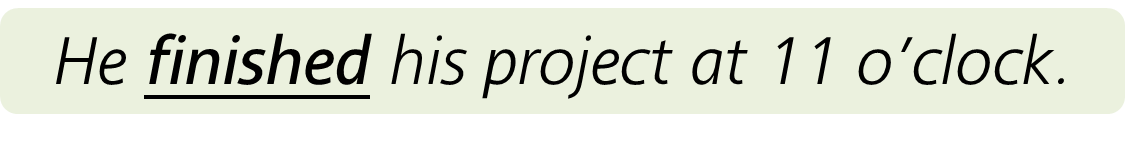 He finished his project at 11 o’clock.